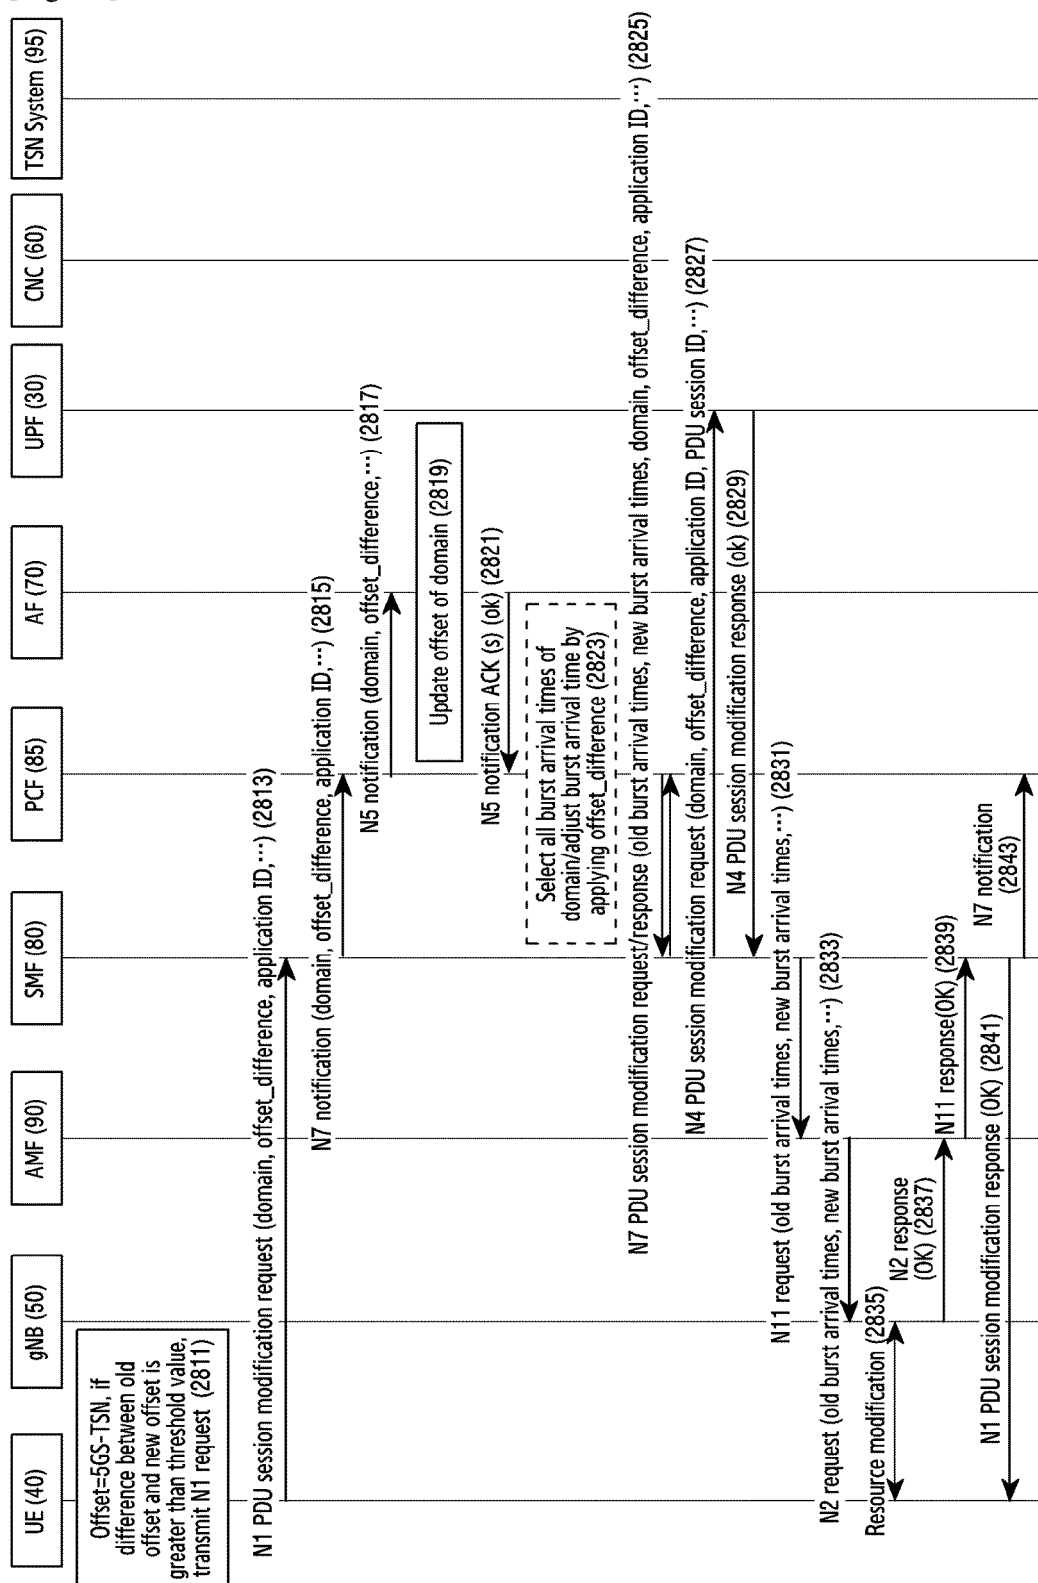 UE (40)
gNB (50)
AMF (90)
SMF (80)
PCF (85)
AF (70)
UPF (30)
CNC (60)
TSN System (95)
Offset=5GS-TSN, if
difference between old
offset and new offset is
greater than threshold value,
transmit N1 request (2811)
N1 PDU session modification request (domain, offset_difference, application ID,···) (2813)
N7 notification (domain, offset_difference, application ID,···) (2815)
N5 notification (domain, offset_difference,···) (2817)
Update offset of domain (2819)
N5 notification ACK (s) (ok) (2821)
Select all burst arrival times of
domain/adjust burst arrival time by
applying offset_difference (2823)
N7 PDU session modification request/response (old burst arrival times, new burst arrival times, domain, offset_difference, application ID,···) (2825)
N4 PDU session modification request (domain, offset_difference, application ID, PDU session ID,···) (2827)
N4 PDU session modification response (ok) (2829)
N11 request (old burst arrival times, new burst arrival times,···) (2831)
N2 request (old burst arrival times, new burst arrival times,···) (2833)
Resource modification (2835)
N2 response
(OK) (2837)
N11 response(OK) (2839)
N1 PDU session modification response (OK) (2841)
N7 notification
(2843)